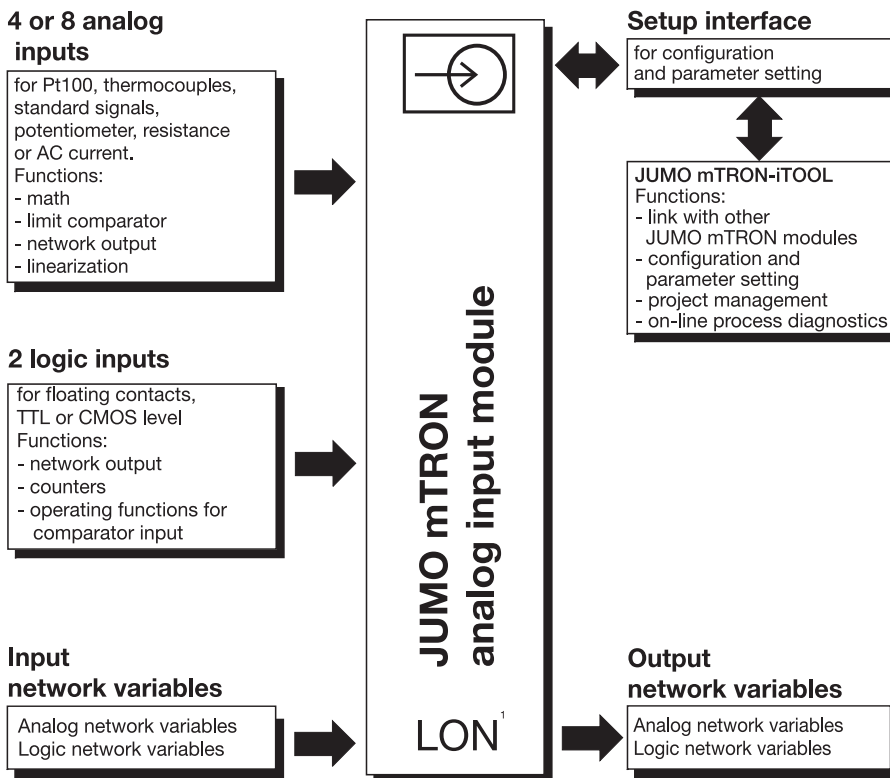 4 or 8 analog
inputs
for Pt100, thermocouples,
standard signals,
potentiometer, resistance
or AC current.
Functions:
- math
- limit comparator
- network output
- linearization
2 logic inputs
for floating contacts,
TTL or CMOS level
Functions:
- network output
- counters
- operating functions for
comparator input
Input
network variables
Analog network variables
Logic network variables
JUMO mTRON
analog input module
LON¹
Setup interface
for configuration
and parameter setting
JUMO mTRON-iTOOL
Functions:
- link with other
JUMO mTRON modules
- configuration and
parameter setting
- project management
- on-line process diagnostics
Output
network variables
Analog network variables
Logic network variables